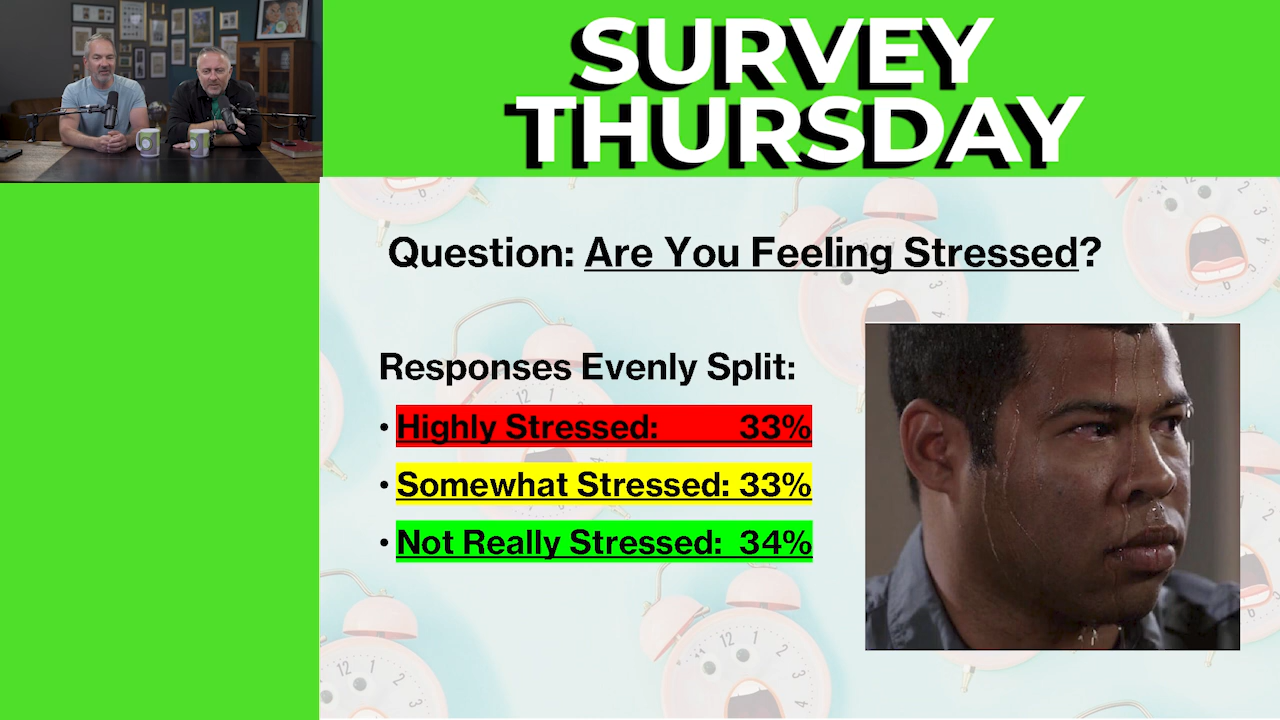 SURVEY
THURSDAY
Question: Are You Feeling Stressed?
Responses Evenly Split:
• Highly Stressed: 33%
• Somewhat Stressed: 33%
• Not Really Stressed: 34%